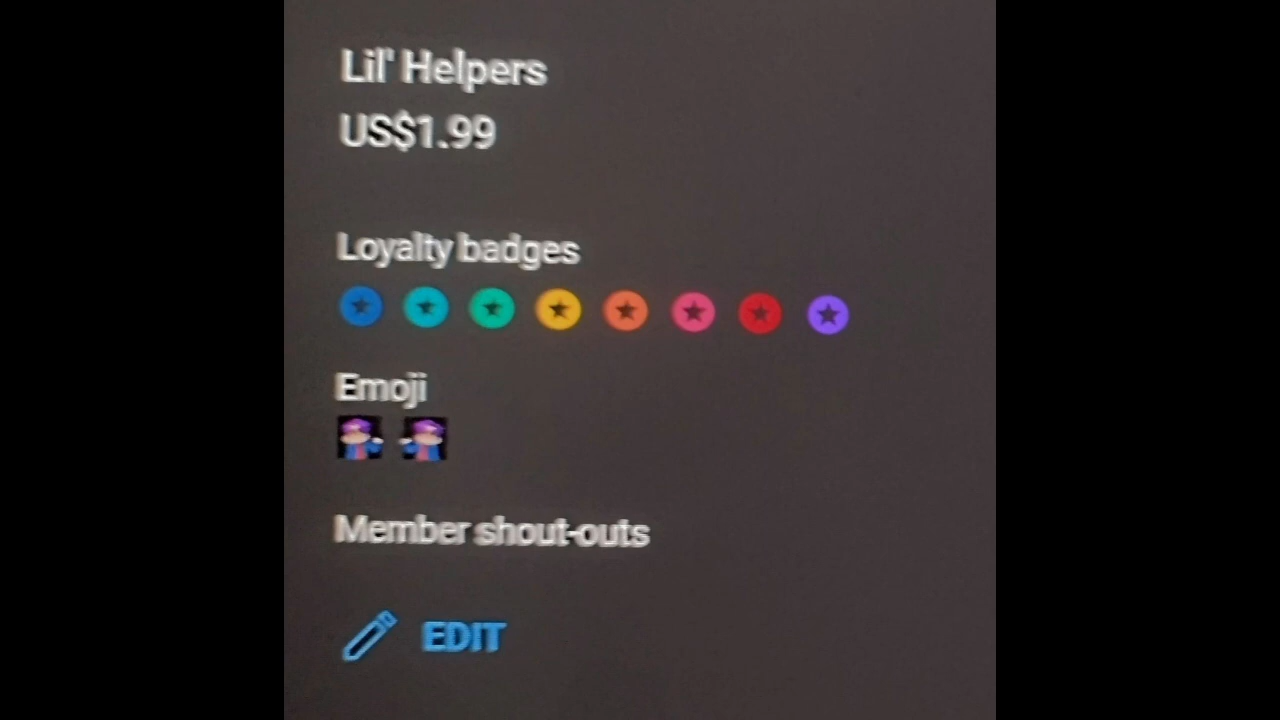 Lil' Helpers
US$1.99
Loyalty badges
Emoji
Member shout-outs
EDIT